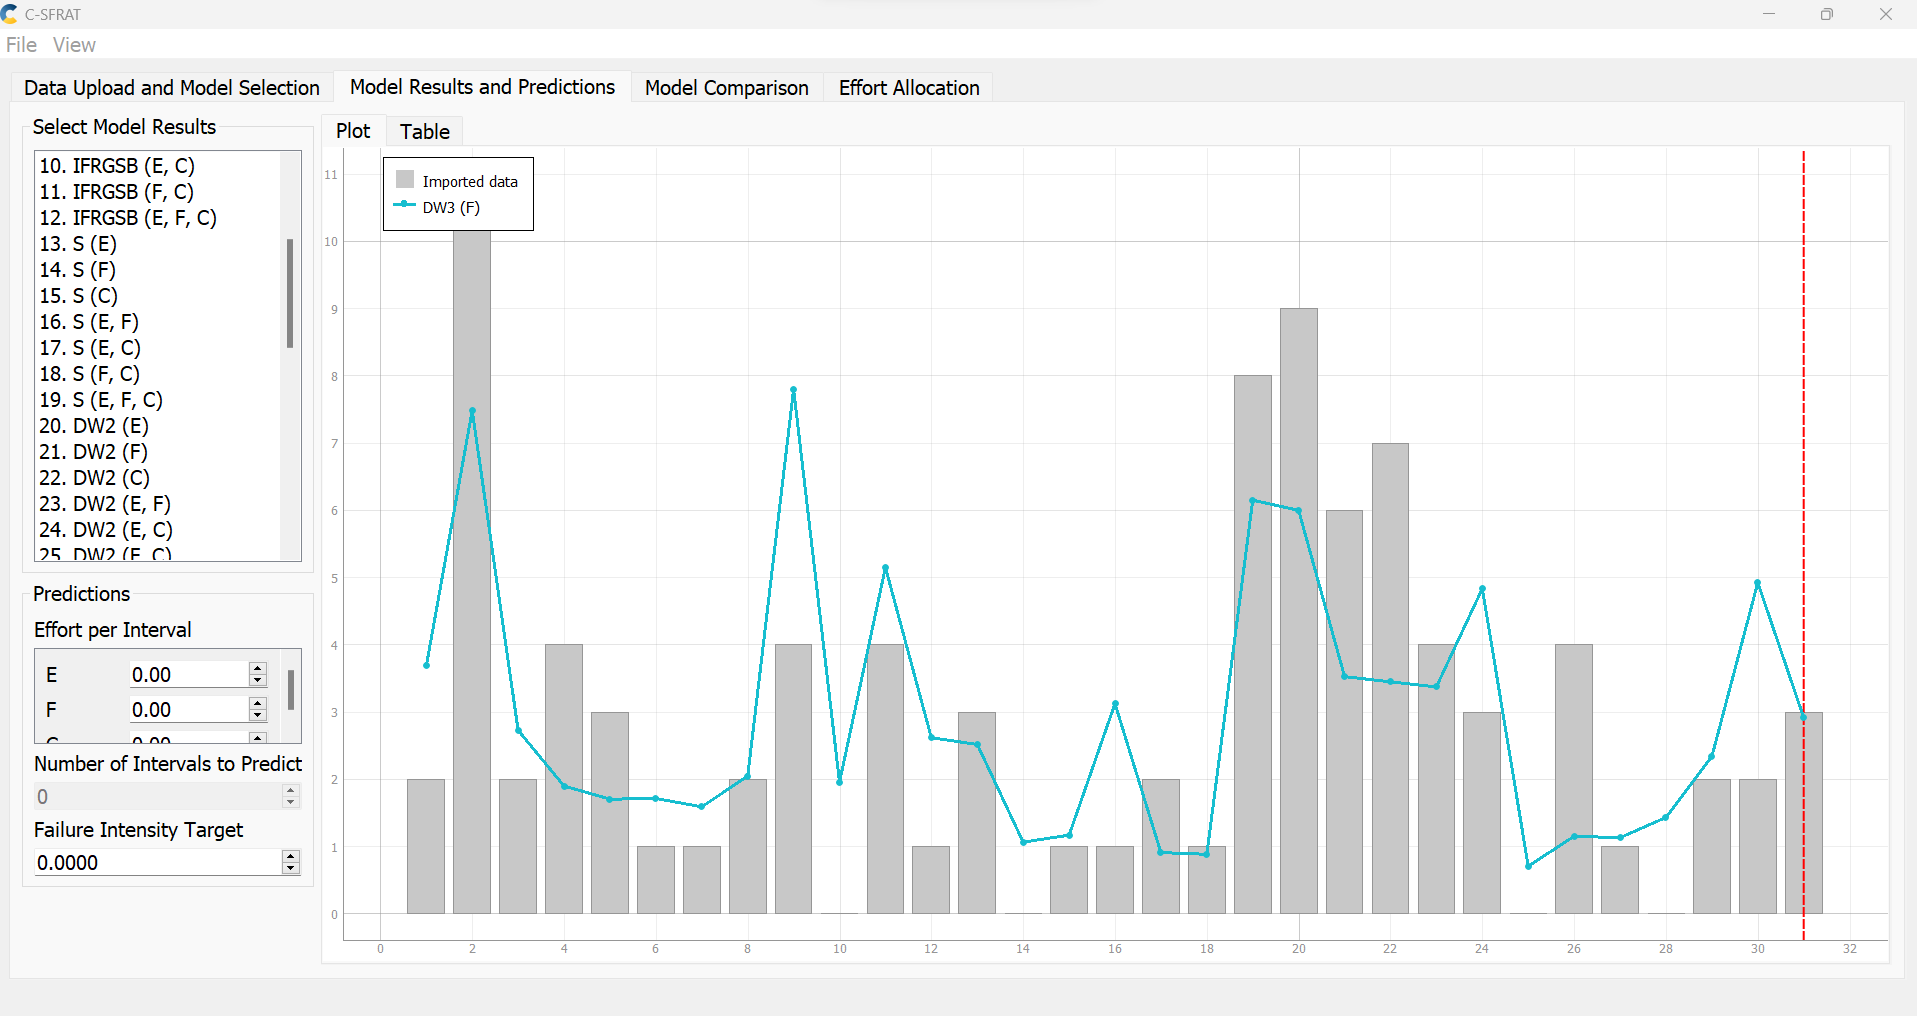 C-SFRAT
File View
Data Upload and Model Selection Model Results and Predictions Model Comparison Effort Allocation
Select Model Results
10. IFRGSB (E, C)
11. IFRGSB (F, C)
12. IFRGSB (E, F, C)
13. S (E)
14. S (F)
15. S (C)
16. S (E, F)
17. S (E, C)
18. S (F, C)
19. S (E, F, C)
20. DW2 (E)
21. DW2 (F)
22. DW2 (C)
23. DW2 (E, F)
24. DW2 (E, C)
25. DW2 (F, C)
Predictions
Effort per Interval
E 0.00
F 0.00
C 0.00
Number of Intervals to Predict
0
Failure Intensity Target
0.0000
Plot Table
Imported data
DW3 (F)
11
10
9
8
7
6
5
4
3
2
1
0
0 2 4 6 8 10 12 14 16 18 20 22 24 26 28 30 32